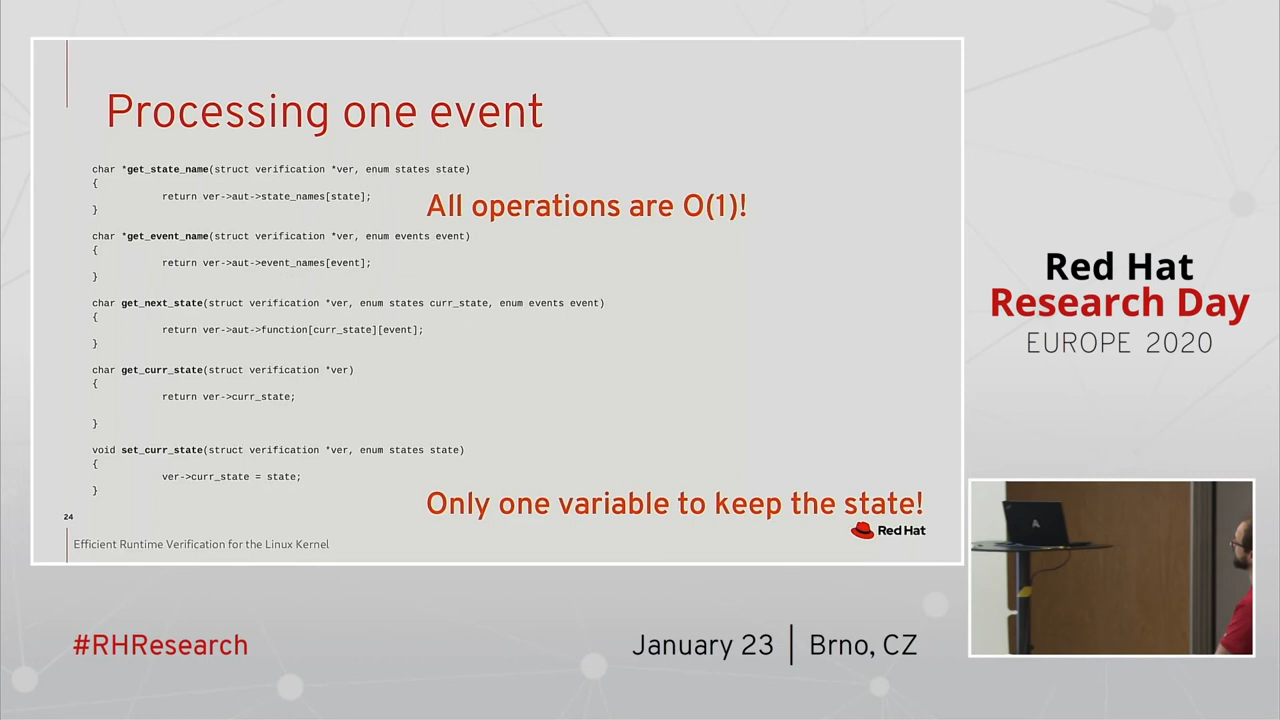 Processing one event
char *get_state_name(struct verification *ver, enum states state)
{
return ver->aut->state_names[state];
}
All operations are O(1)!
char *get_event_name(struct verification *ver, enum events event)
{
return ver->aut->event_names[event];
}
char get_next_state(struct verification *ver, enum states curr_state, enum events event)
{
return ver->aut->function[curr_state][event];
}
char get_curr_state(struct verification *ver)
{
return ver->curr_state;
}
void set_curr_state(struct verification *ver, enum states state)
{
ver->curr_state = state;
}
Only one variable to keep the state!
24
Red Hat
Efficient Runtime Verification for the Linux Kernel
Red Hat
Research Day
EUROPE 2020
#RHResearch
January 23 | Brno, CZ